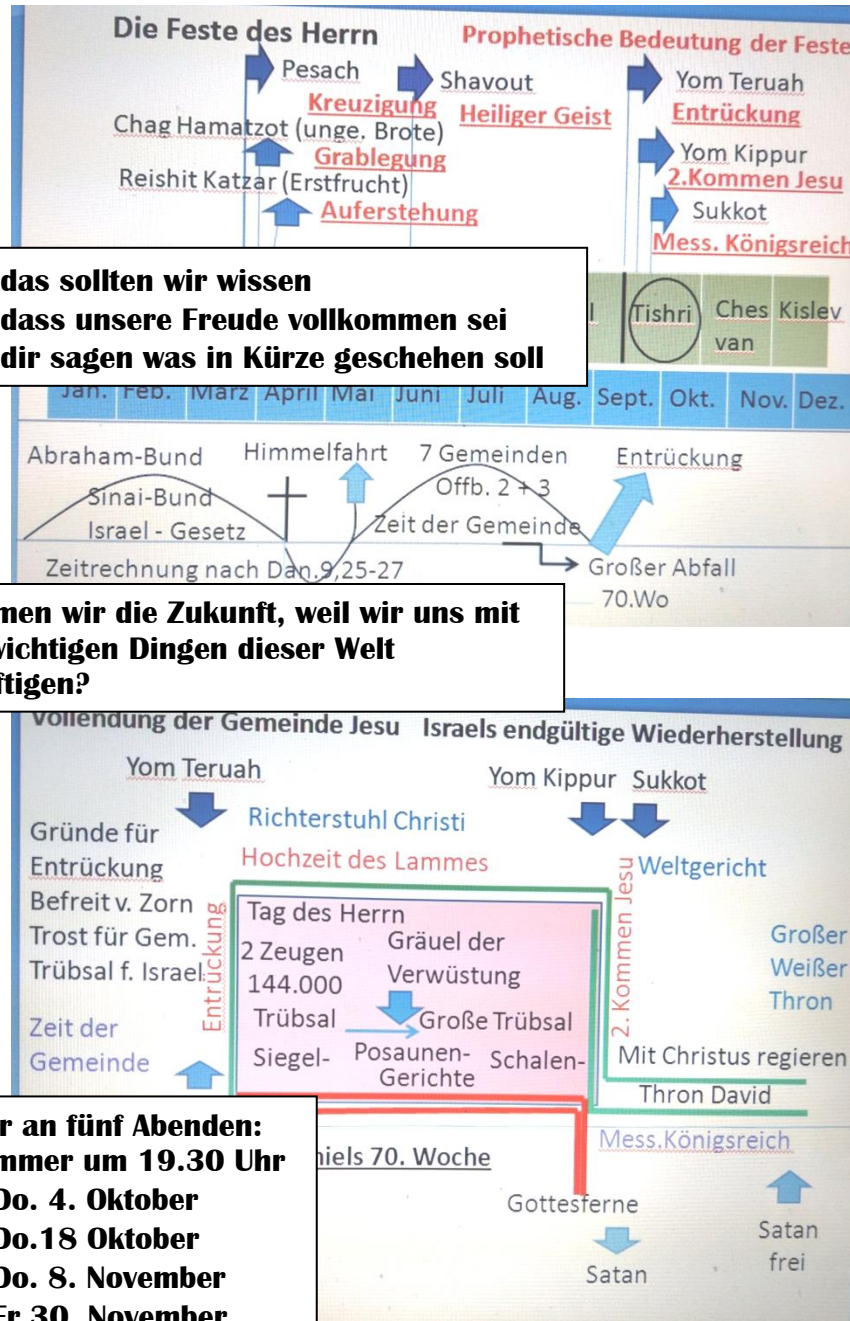 Die Feste des Herrn
Prophetische Bedeutung der Feste
Pesach
Shavout
Yom Teruah
Kreuzigung
Heiliger Geist
Entrückung
Chag Hamatzot (unge. Brote)
Grablegung
Yom Kippur
2.Kommen Jesu
Reishit Katzar (Erstfrucht)
Auferstehung
Sukkot
Mess. Königsreich
das sollten wir wissen
dass unsere Freude vollkommen sei
dir sagen was in Kürze geschehen soll
l Tishri Ches van Kislev
Jan. Feb. März April Mai Juni Juli Aug. Sept. Okt. Nov. Dez.
Abraham-Bund
Himmelfahrt
7 Gemeinden
Entrückung
Sinai-Bund
Offb. 2 + 3
Israel - Gesetz
Zeit der Gemeinde
Zeitrechnung nach Dan.9,25-27
Großer Abfall
70.Wo
men wir die Zukunft, weil wir uns mit
wichtigen Dingen dieser Welt
ftigen?
Vollendung der Gemeinde Jesu
Israels endgültige Wiederherstellung
Yom Teruah
Yom Kippur
Sukkot
Gründe für
Entrückung
Befreit v. Zorn
Trost für Gem.
Trübsal f. Israel
Zeit der
Gemeinde
Richterstuhl Christi
Hochzeit des Lammes
Entrückung
Tag des Herrn
2 Zeugen
144.000
Gräuel der
Verwüstung
Trübsal
Große Trübsal
Siegel-
Posaunen-
Schalen-
Gerichte
2. Kommen Jesu
Weltgericht
Großer
Weißer
Thron
Mit Christus regieren
Thron David
Mess.Königsreich
r an fünf Abenden:
mmer um 19.30 Uhr
Do. 4. Oktober
Do.18 Oktober
Do. 8. November
Fr 30. November
niels 70. Woche
Gottesferne
Satan
Satan
frei